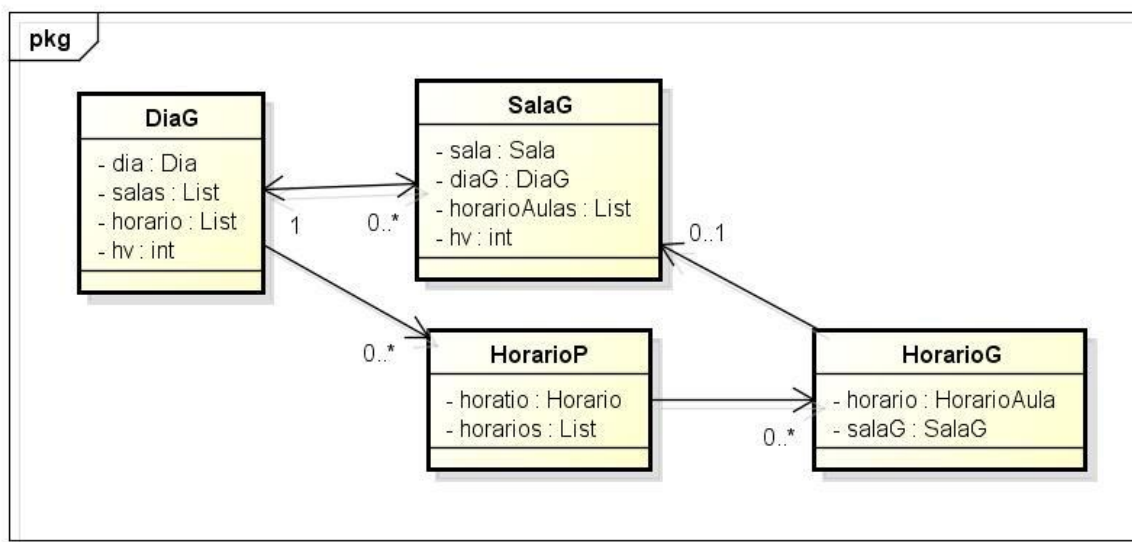 pkg
DiaG
- dia : Dia
- salas : List
- horario : List
- hv : int
SalaG
- sala : Sala
- diaG : DiaG
- horarioAulas : List
- hv : int
1
0..*
0..1
0..*
HorarioP
- horatio : Horario
- horarios : List
0..*
HorarioG
- horario : HorarioAula
- salaG : SalaG